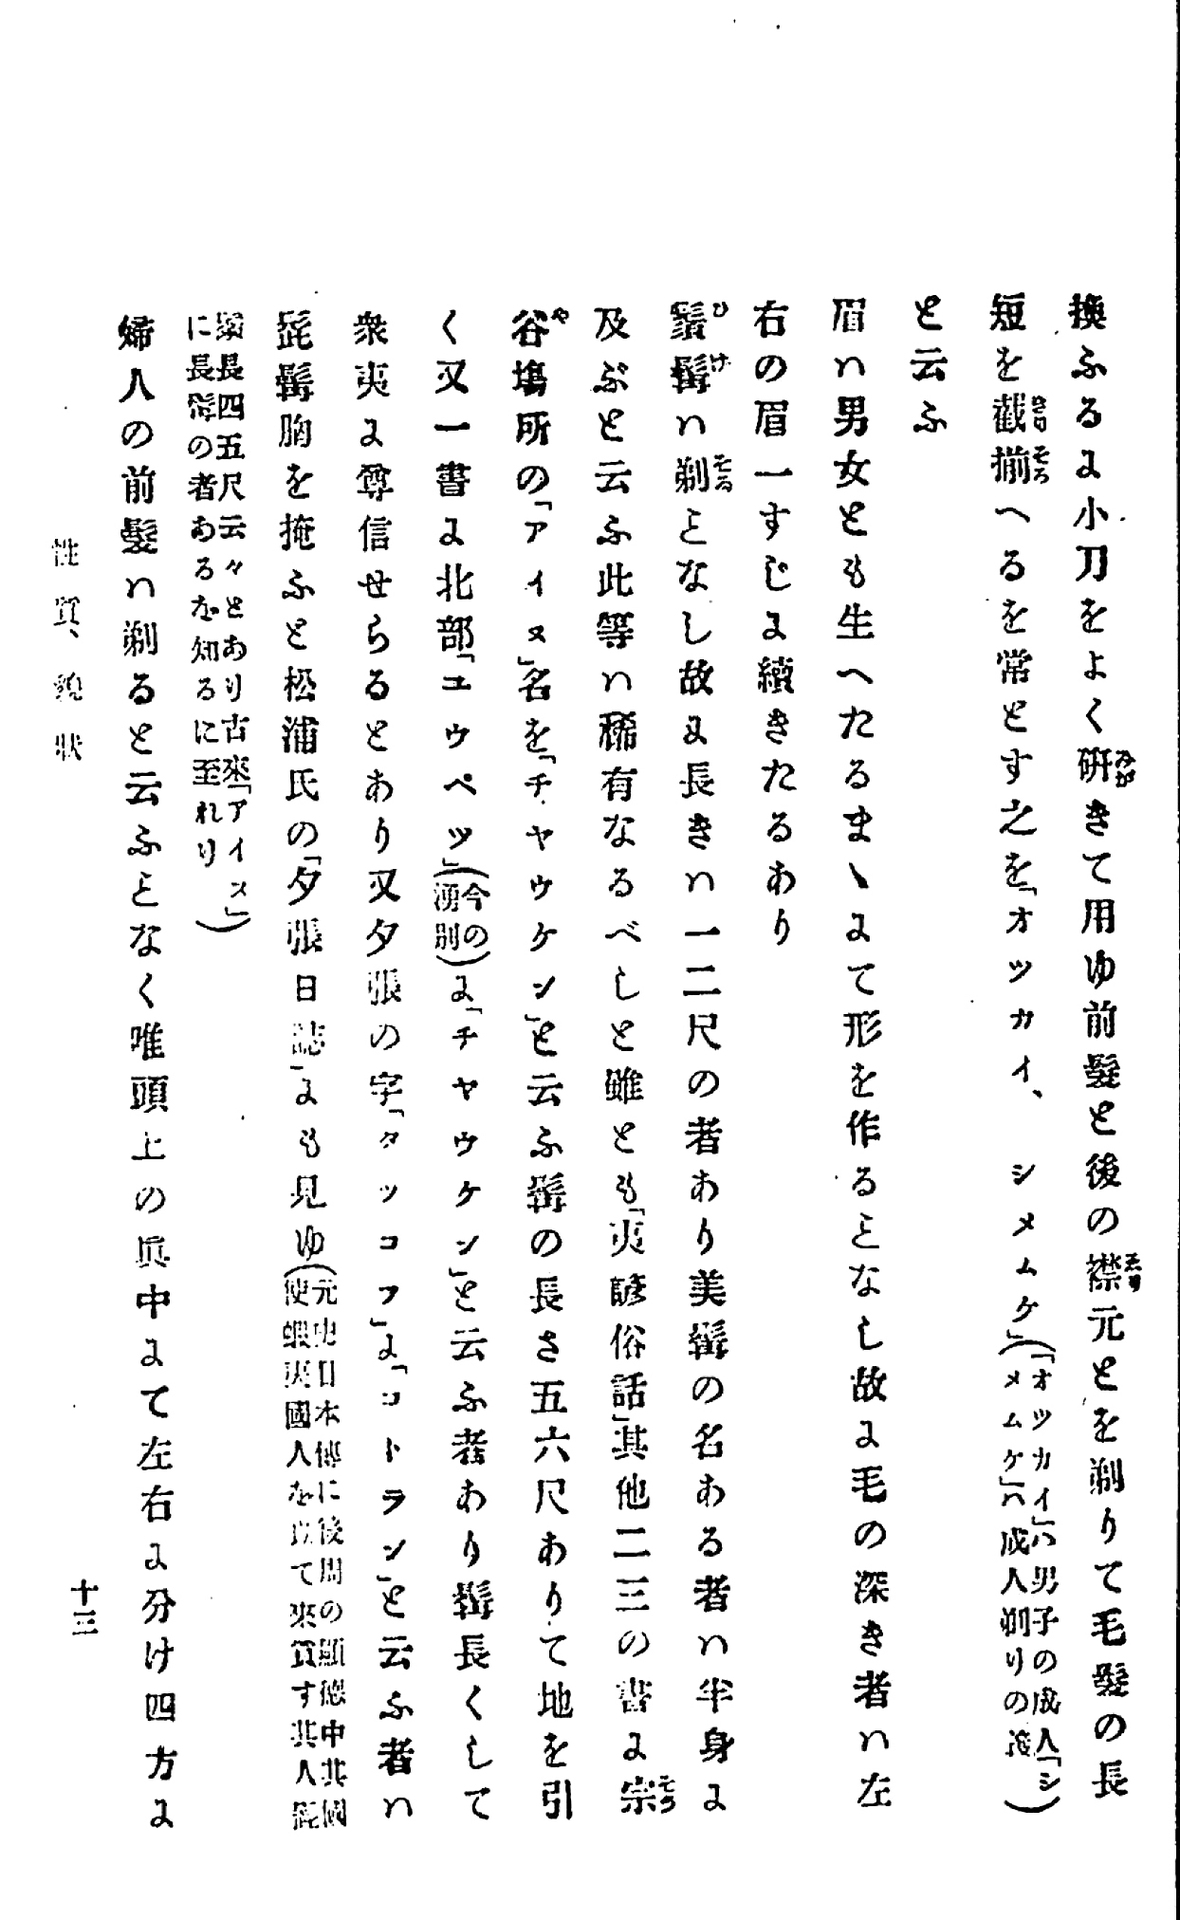 換ふるに小刀をよく研きて用ゆ前髮と後の襟元とを剃りて毛髮の長
短を截揃へるを常とす之を「オツカイ、シメムケ」(「オツカイ」ハ男子の成人「シメムケ」ハ成人剃りの義)
と云ふ
眉ハ男女とも生へたるまゝにて形を作るとなし故に毛の深き者ハ左
右の眉一すじに續きたるあり
鬚髯ハ剃となし故に長きハ一二尺の者あり美髯の名ある者ハ半身に
及ぶと云ふ此等ハ稀有なるべしと雖とも「夷諺俗話」其他二三の書に宗
谷塲所の「アイヌ」名を「チヤウケン」と云ふ髯の長さ五六尺ありて地を引
く又一書に北部「ユウペツ」(今の湧別)に「チヤウケン」と云ふ者あり髯長くして
衆夷に尊信せらるとあり又夕張の字「タツコフ」に「コトラン」と云ふ者ハ
髭髯胸を掩ふと松浦氏の「夕張日誌」にも見ゆ(元史日本傳に後周の顯德中其國使蝦夷國人を以て來貢す其人鬚
鬚長四五尺云々とあり古來「アイヌ」に長髯の者あるを知るに至れり)
婦人の前髮ハ剃ると云ふとなく唯頭上の眞中にて左右に分け四方に
性質、貌狀
十三